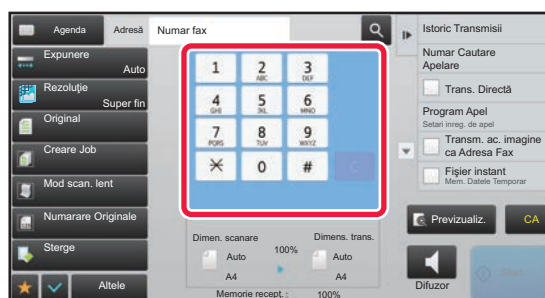 Agenda
Adresă
Numar fax
Istoric Transmisii
Expunere
Auto
Numar Cautare
Apelare
Rezoluţie
Super fin
Trans. Directă
Original
Program Apel
Setari inreg. de apel
Creare Job
Transm. ac. imagine
ca Adresa Fax
Mod scan. lent
Fişier instant
Mem. Datele Temporar
Numarare Originale
Previzualiz.
CA
Sterge
Altele
1
2
ABC
3
DEF
4
GHI
5
JKL
6
MNO
7
PQRS
8
TUV
9
WXYZ
0
#
C
Dimen. scanare
100%
Dimens. trans.
Auto
A4
Auto
A4
Memorie recept. :
100%
Difuzor
Start